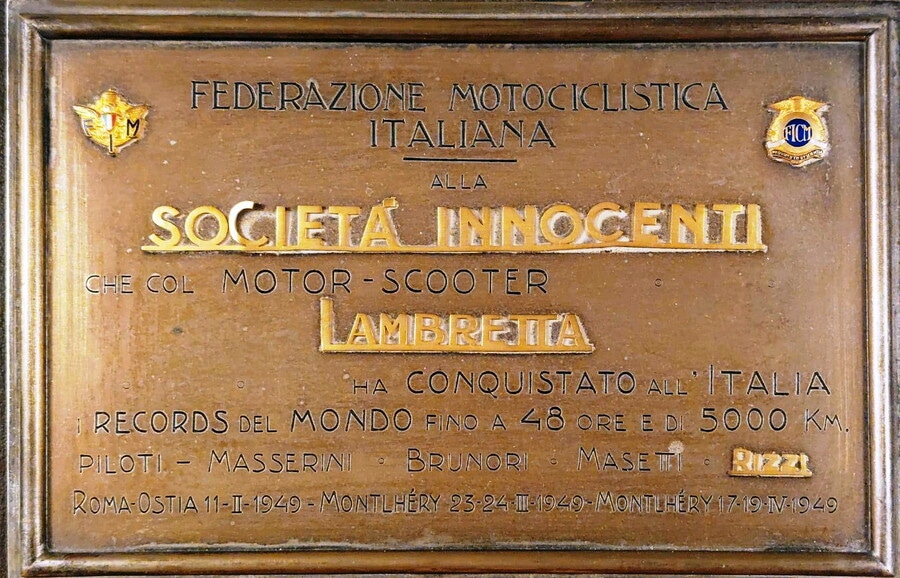 FEDERAZIONE MOTOCICLISTICA
ITALIANA
F M I
FICM
ALLA
SOCIETÁ INNOCENTI
CHE COL MOTOR-SCOOTER
LAMBRETTA
HA CONQUISTATO ALL'ITALIA
i RECORDS DEL MONDO FINO A 48 ORE E DI 5000 KM.
PILOTI - MASSERINI · BRUNORI · MASETTI · RIZZI
ROMA-OSTIA 11-II-1949-MONTLHÉRY 23-24-III-1949-MONTLHÉRY 17-19-IV-1949